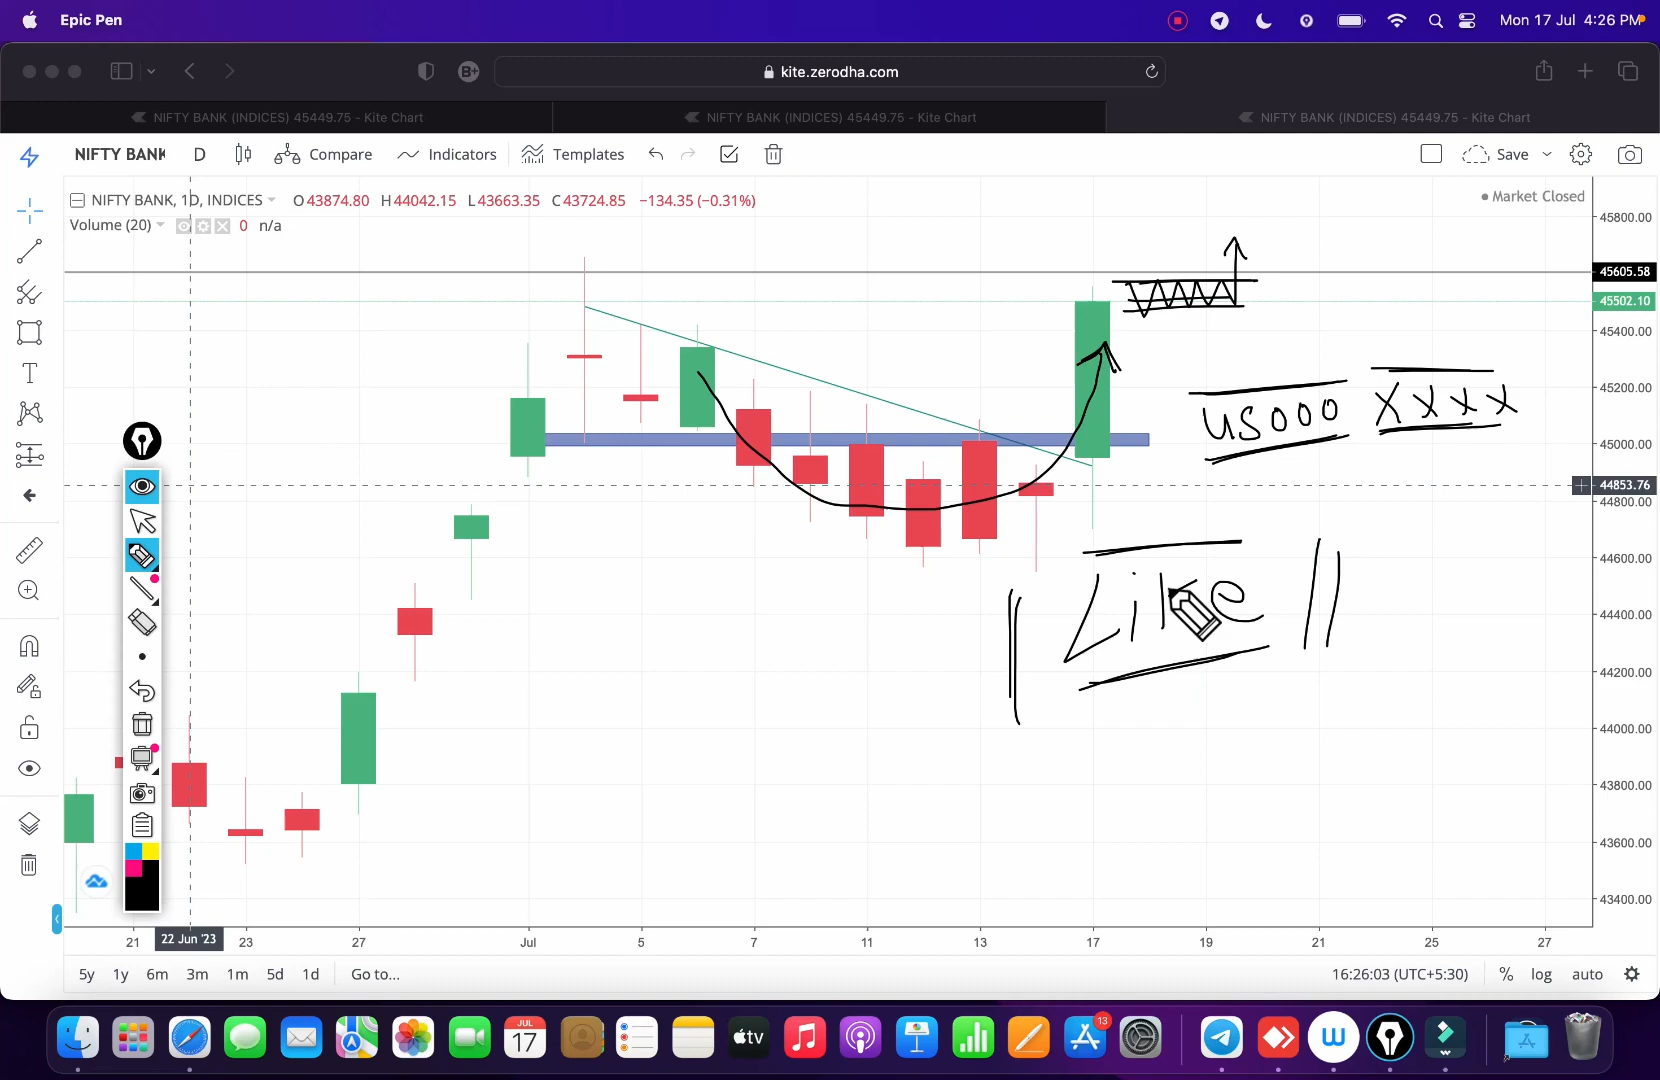 Epic Pen
Mon 17 Jul 4:26 PM
kite.zerodha.com
NIFTY BANK (INDICES) 45449.75 - Kite Chart
NIFTY BANK (INDICES) 45449.75 - Kite Chart
NIFTY BANK (INDICES) 45449.75 - Kite Chart
NIFTY BANK D Compare Indicators Templates Save
NIFTY BANK, 1D, INDICES O43874.80 H44042.15 L43663.35 C43724.85 −134.35 (−0.31%)
Market Closed
Volume (20) 0 n/a
45800.00
45605.58
45502.10
45400.00
45200.00
45000.00
44853.76
44800.00
44600.00
44400.00
44200.00
44000.00
43800.00
43600.00
43400.00
XXXX
Like
21 22 Jun '23 23 27 Jul 5 7 11 13 17 19 21 25 27
5y 1y 6m 3m 1m 5d 1d Go to...
16:26:03 (UTC+5:30) % log auto
JUL
17
tv
13